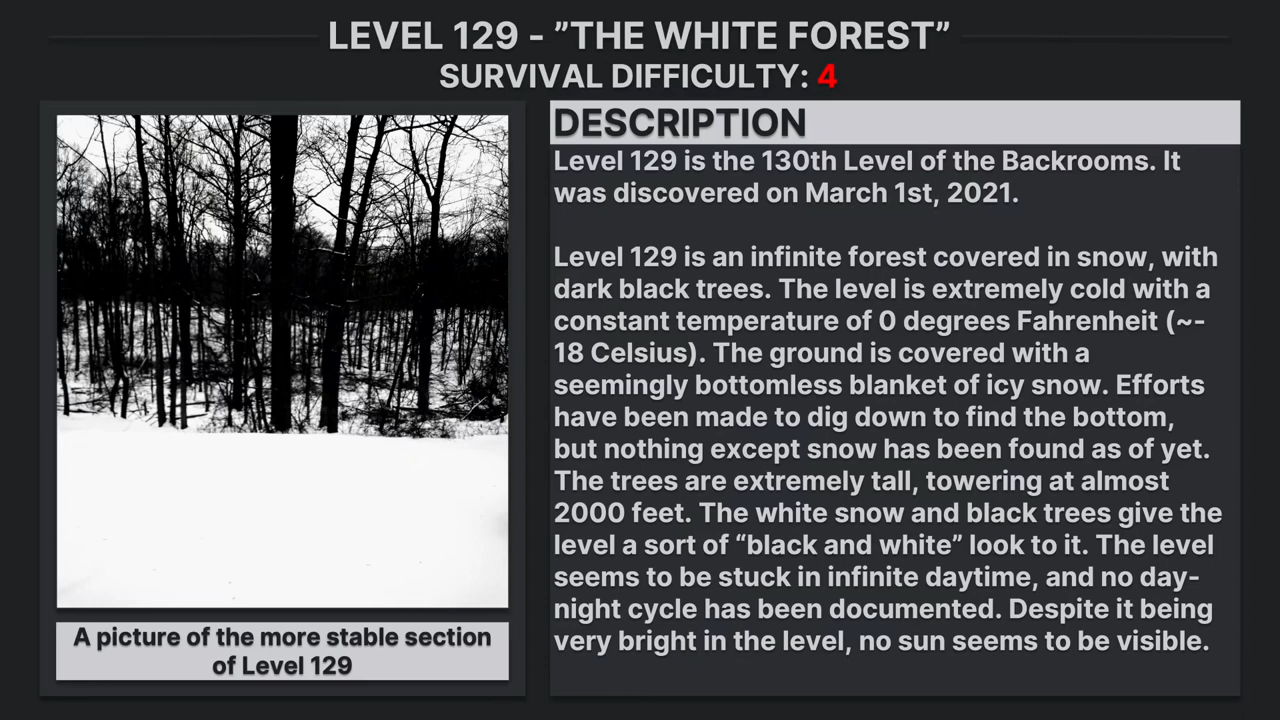 LEVEL 129 - ”THE WHITE FOREST”
SURVIVAL DIFFICULTY: 4
DESCRIPTION
Level 129 is the 130th Level of the Backrooms. It
was discovered on March 1st, 2021.
Level 129 is an infinite forest covered in snow, with
dark black trees. The level is extremely cold with a
constant temperature of 0 degrees Fahrenheit (~-
18 Celsius). The ground is covered with a
seemingly bottomless blanket of icy snow. Efforts
have been made to dig down to find the bottom,
but nothing except snow has been found as of yet.
The trees are extremely tall, towering at almost
2000 feet. The white snow and black trees give the
level a sort of “black and white” look to it. The level
seems to be stuck in infinite daytime, and no day-
night cycle has been documented. Despite it being
very bright in the level, no sun seems to be visible.
A picture of the more stable section
of Level 129